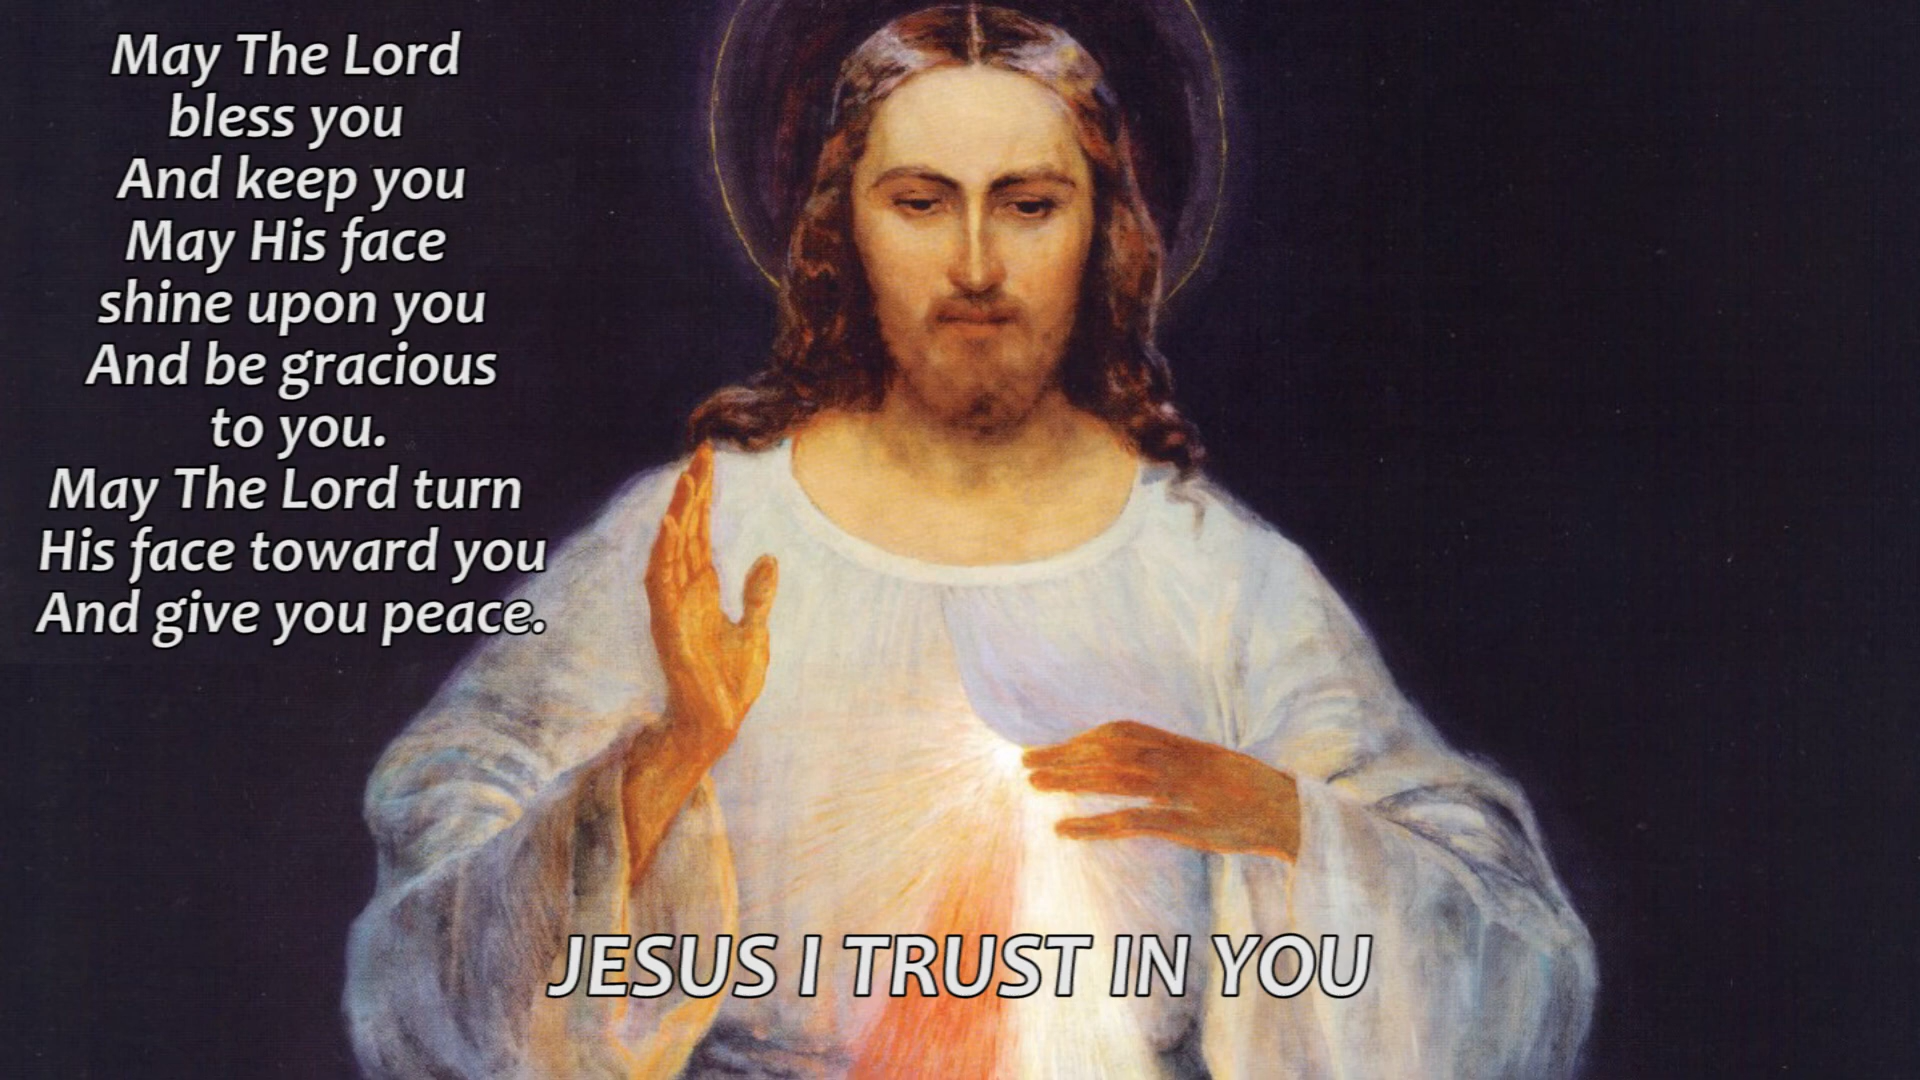 May The Lord
bless you
And keep you
May His face
shine upon you
And be gracious
to you.
May The Lord turn
His face toward you
And give you peace.
JESUS I TRUST IN YOU